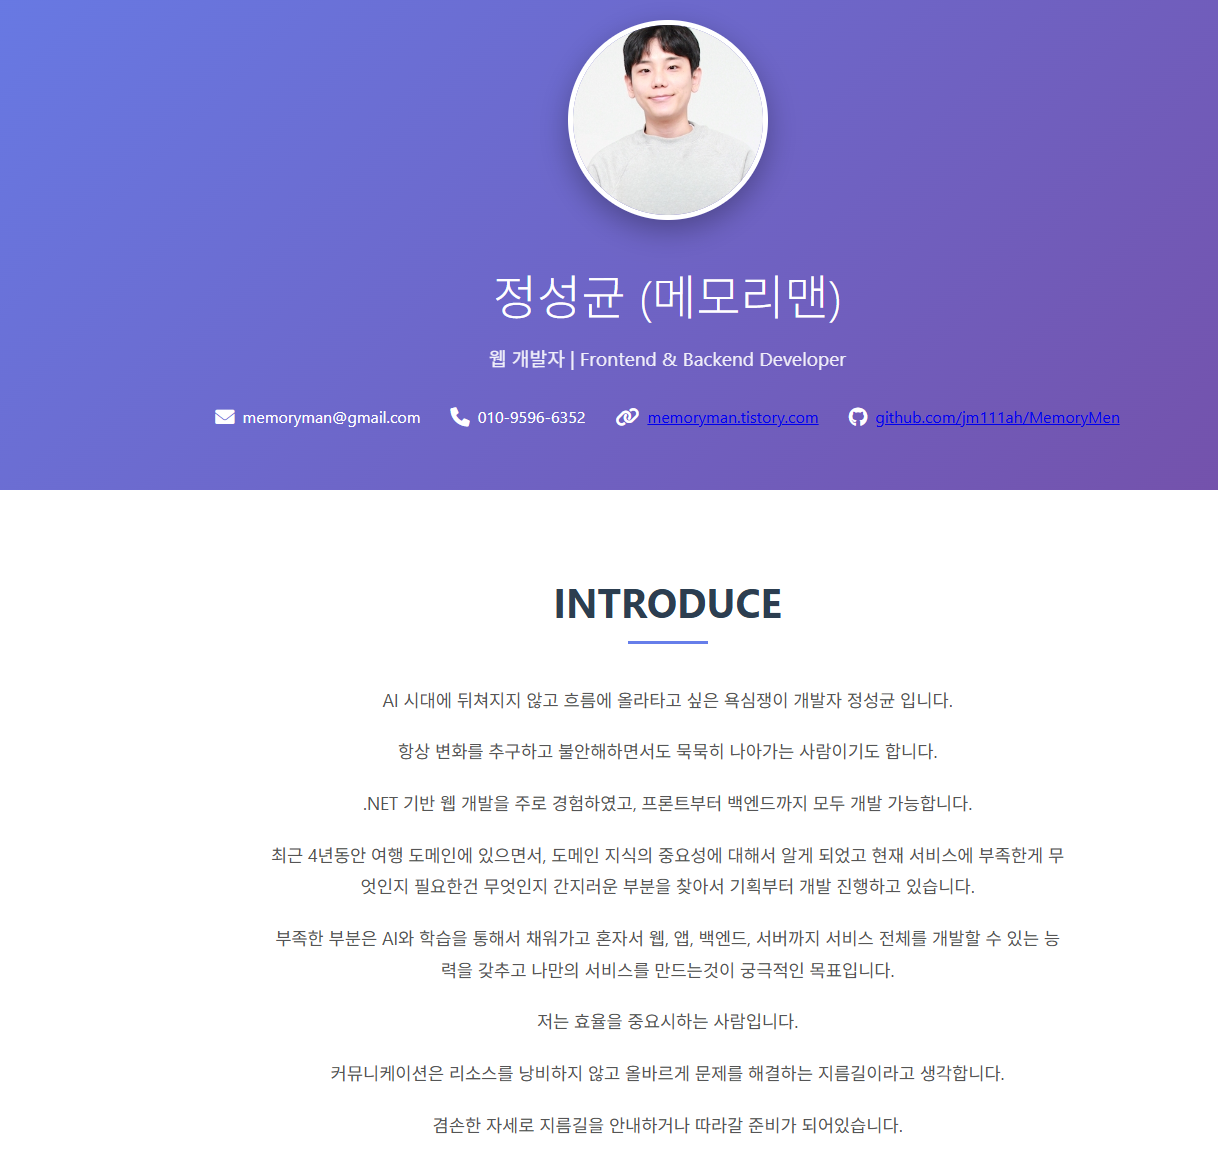 정성균 (메모리맨)
웹 개발자 | Frontend & Backend Developer
memoryman@gmail.com 010-9596-6352 memoryman.tistory.com github.com/jm111ah/MemoryMen
INTRODUCE
AI 시대에 뒤쳐지지 않고 흐름에 올라타고 싶은 욕심쟁이 개발자 정성균 입니다.
항상 변화를 추구하고 불안해하면서도 묵묵히 나아가는 사람이기도 합니다.
.NET 기반 웹 개발을 주로 경험하였고, 프론트부터 백엔드까지 모두 개발 가능합니다.
최근 4년동안 여행 도메인에 있으면서, 도메인 지식의 중요성에 대해서 알게 되었고 현재 서비스에 부족한게 무
엇인지 필요한건 무엇인지 간지러운 부분을 찾아서 기획부터 개발 진행하고 있습니다.
부족한 부분은 AI와 학습을 통해서 채워가고 혼자서 웹, 앱, 백엔드, 서버까지 서비스 전체를 개발할 수 있는 능
력을 갖추고 나만의 서비스를 만드는것이 궁극적인 목표입니다.
저는 효율을 중요시하는 사람입니다.
커뮤니케이션은 리소스를 낭비하지 않고 올바르게 문제를 해결하는 지름길이라고 생각합니다.
겸손한 자세로 지름길을 안내하거나 따라갈 준비가 되어있습니다.